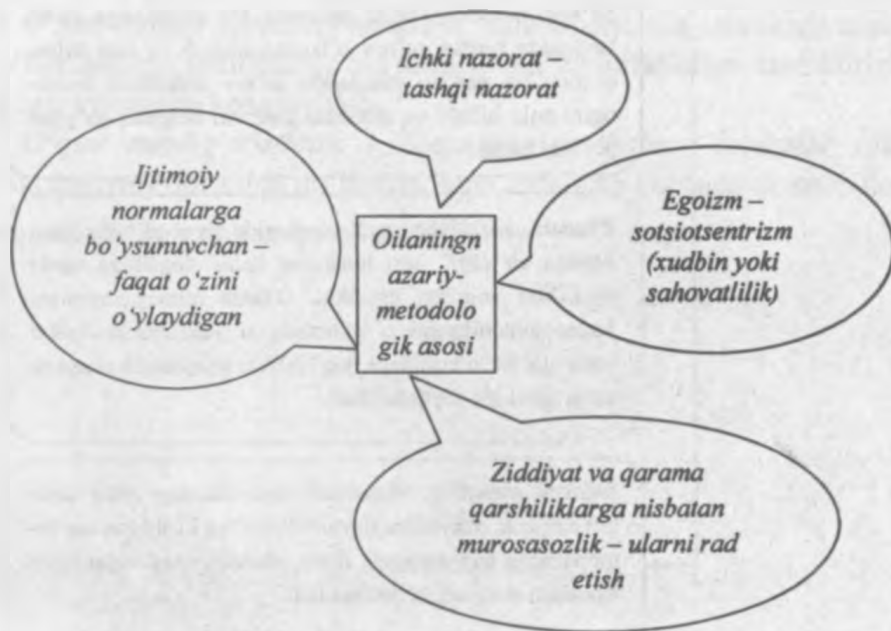 Ichki nazorat –
tashqi nazorat
Ijtimoiy
normalarga
bo‘ysunuvchan –
faqat o‘zini
o‘ylaydigan
Oilaningn
azariy-
metodolo
gik asosi
Egoizm –
sotsiotsentrizm
(xudbin yoki
sahovatlilik)
Ziddiyat va qarama
qarshiliklarga nisbatan
murosasozlik – ularni rad
etish